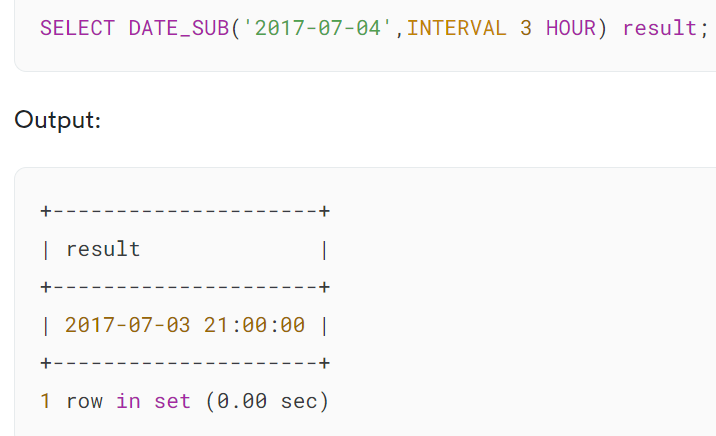 SELECT DATE_SUB('2017-07-04',INTERVAL 3 HOUR) result;
Output:
+---------------------+
| result              |
+---------------------+
| 2017-07-03 21:00:00 |
+---------------------+
1 row in set (0.00 sec)